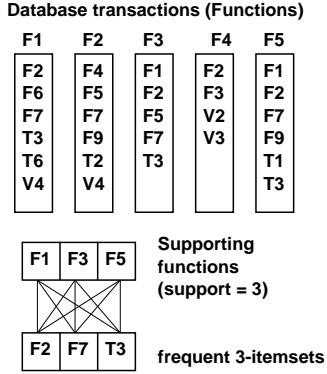 Database transactions (Functions)
F1 F2 F3 F4 F5
F2 F4 F1 F2 F1
F6 F5 F2 F3 F2
F7 F7 F5 V2 F7
T3 F9 F7 V3 F9
T6 T2 T3 T1
V4 V4 T3
F1 F3 F5
Supporting
functions
(support = 3)
F2 F7 T3
frequent 3-itemsets